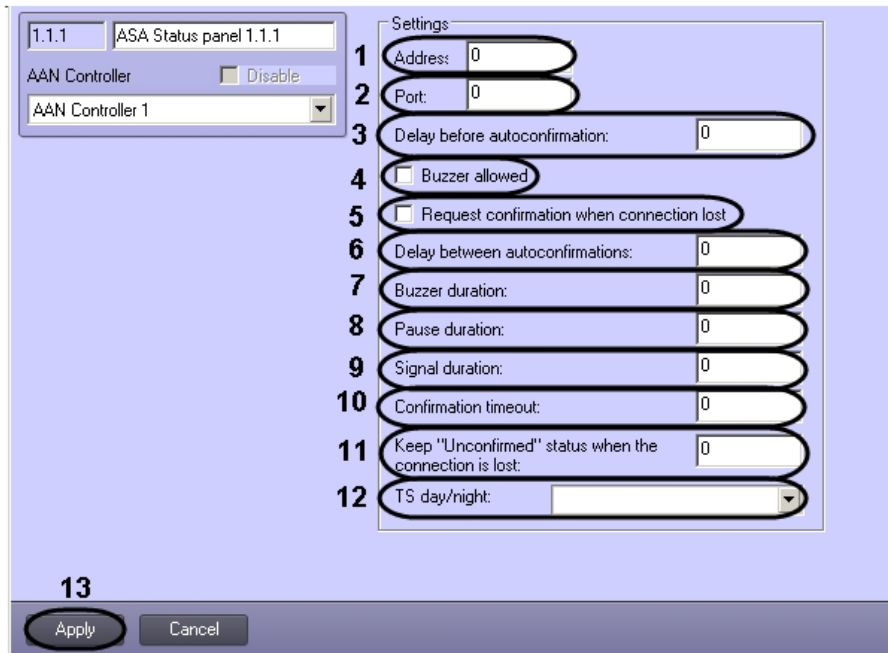 1.1.1 ASA Status panel 1.1.1
AAN Controller Disable
AAN Controller 1
Settings
1 Address 0
2 Port: 0
3 Delay before autoconfirmation: 0
4 Buzzer allowed
5 Request confirmation when connection lost
6 Delay between autoconfirmations: 0
7 Buzzer duration: 0
8 Pause duration: 0
9 Signal duration: 0
10 Confirmation timeout: 0
11 Keep "Unconfirmed" status when the
connection is lost: 0
12 TS day/night:
13
Apply Cancel